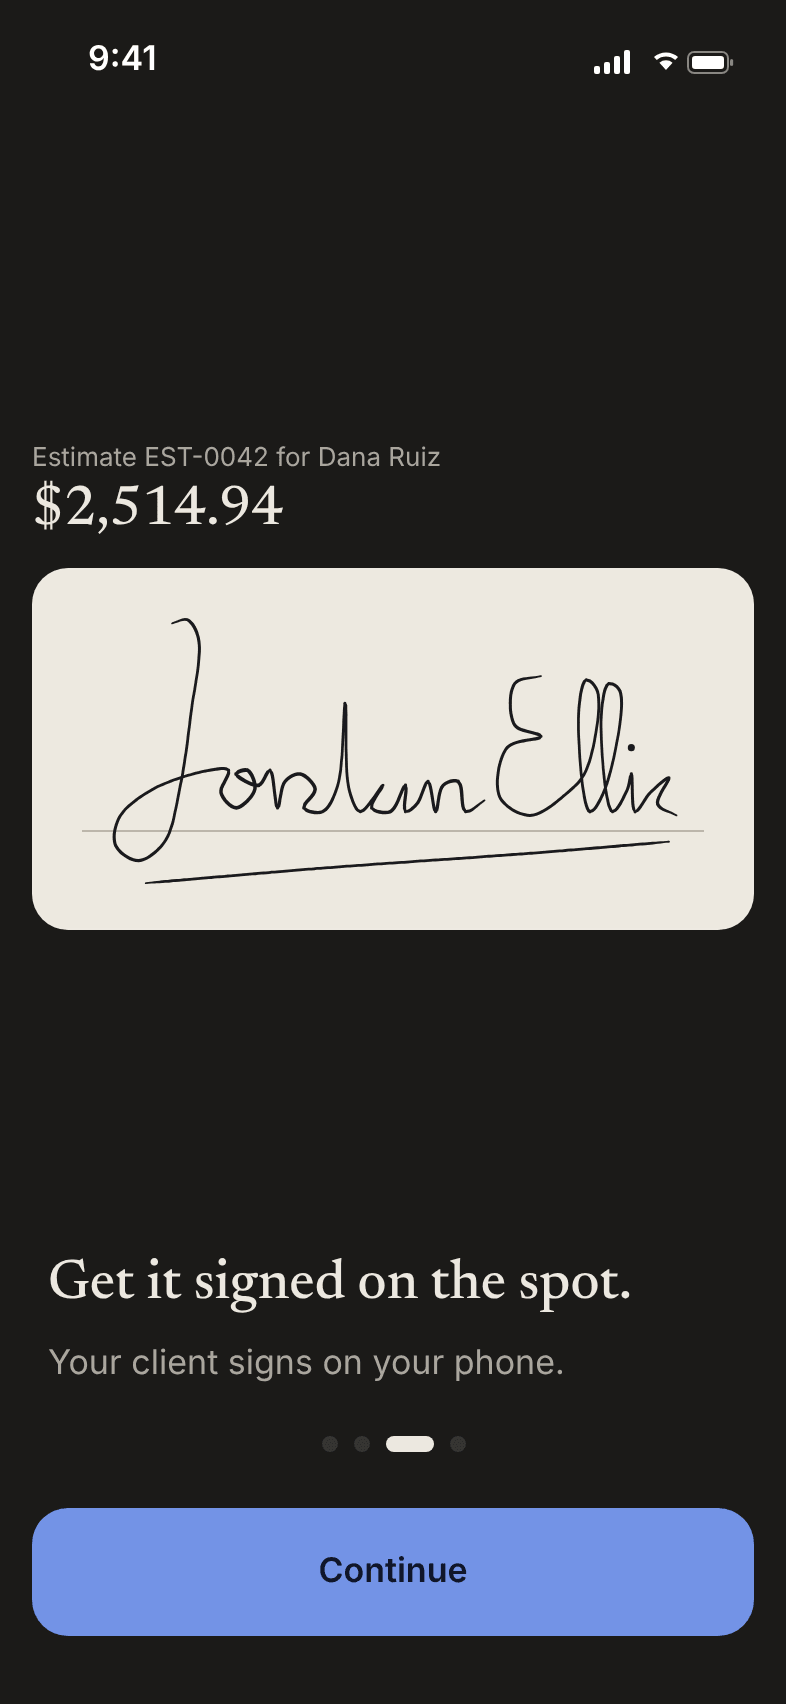 9:41
Estimate EST-0042 for Dana Ruiz
$2,514.94
Jordan Ellis
Get it signed on the spot.
Your client signs on your phone.
Continue